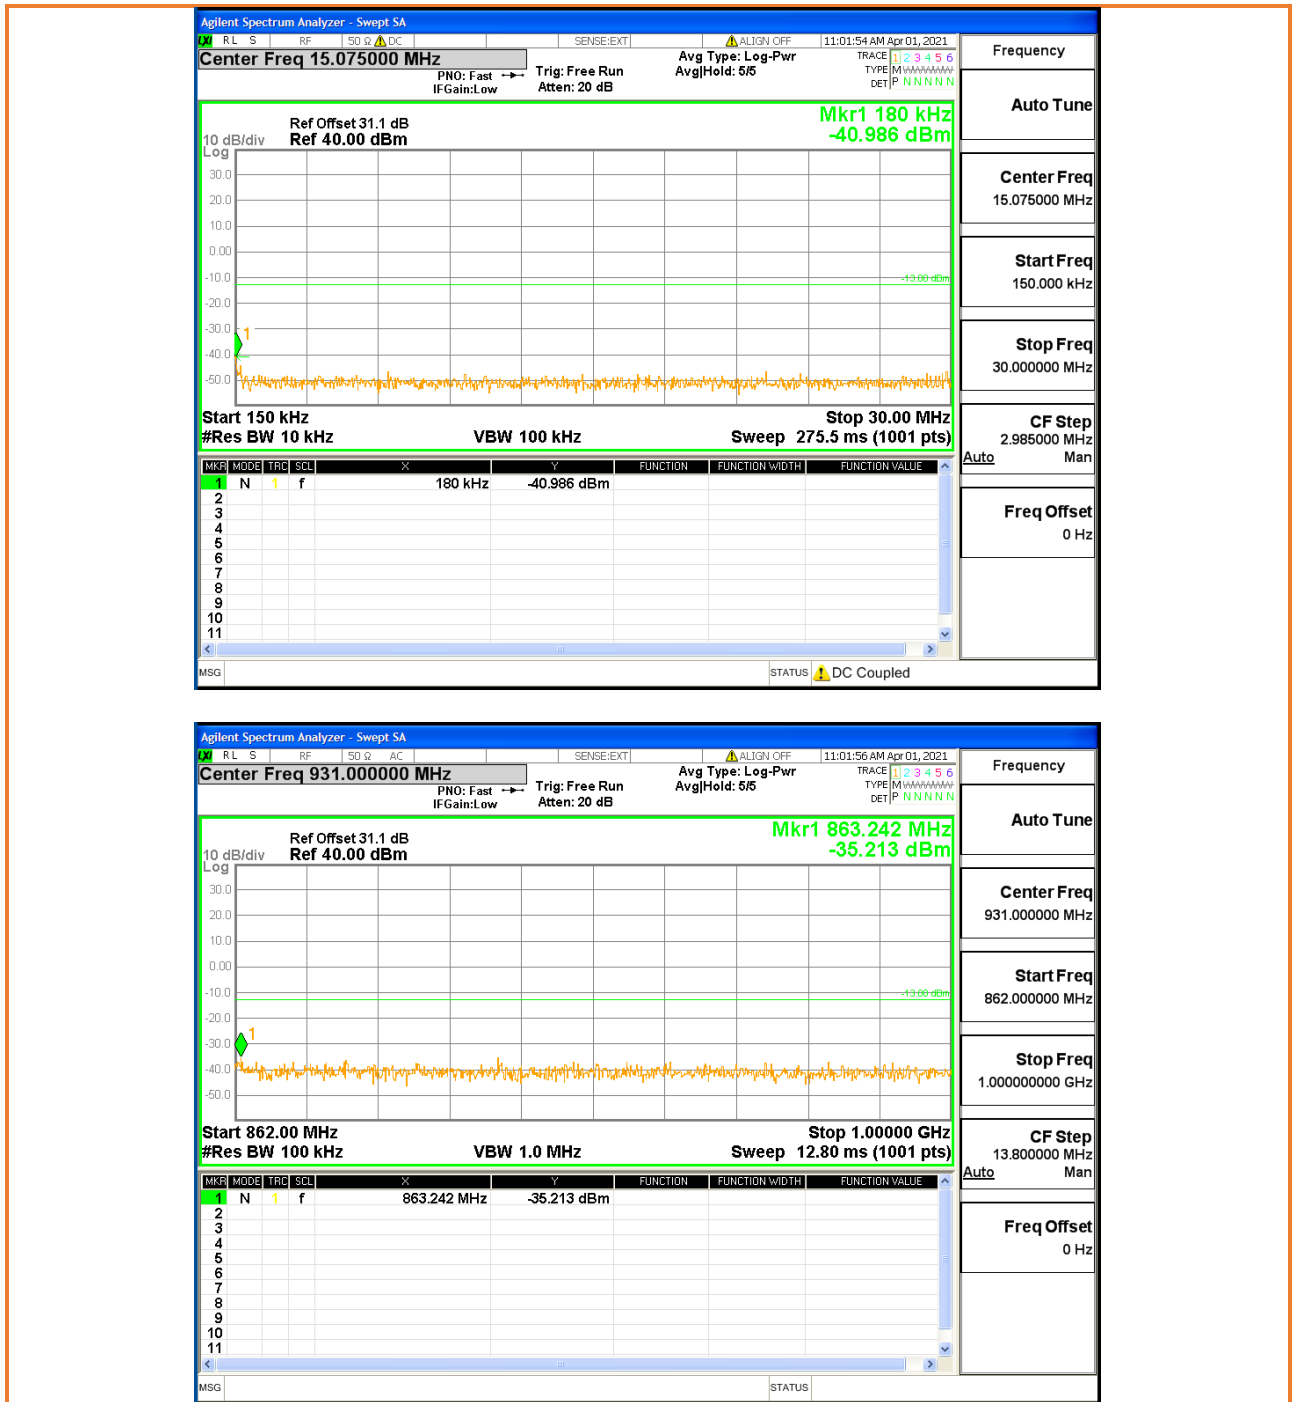 Agilent Spectrum Analyzer - Swept SA
LXI RL S RF 50 Ω DC SENSE:EXT ALIGN OFF 11:01:54 AM Apr 01, 2021
Center Freq 15.075000 MHz
PNO: Fast
IFGain:Low
Trig: Free Run
Atten: 20 dB
Avg Type: Log-Pwr
Avg|Hold: 5/5
TRACE 1 2 3 4 5 6
TYPE M
DET P N N N N N
Mkr1 180 kHz
-40.986 dBm
Ref Offset 31.1 dB
10 dB/div Ref 40.00 dBm
Log
30.0
20.0
10.0
0.00
-10.0
-13.00 dBm
-20.0
-30.0
1
-40.0
-50.0
Start 150 kHz Stop 30.00 MHz
#Res BW 10 kHz VBW 100 kHz Sweep 275.5 ms (1001 pts)
MKR MODE TRC SCL X Y FUNCTION FUNCTION WIDTH FUNCTION VALUE
1 N 1 f 180 kHz -40.986 dBm
2
3
4
5
6
7
8
9
10
11
MSG STATUS DC Coupled
Frequency
Auto Tune
Center Freq
15.075000 MHz
Start Freq
150.000 kHz
Stop Freq
30.000000 MHz
CF Step
2.985000 MHz
Auto Man
Freq Offset
0 Hz
Agilent Spectrum Analyzer - Swept SA
LXI RL S RF 50 Ω AC SENSE:EXT ALIGN OFF 11:01:56 AM Apr 01, 2021
Center Freq 931.000000 MHz
PNO: Fast
IFGain:Low
Trig: Free Run
Atten: 20 dB
Avg Type: Log-Pwr
Avg|Hold: 5/5
TRACE 1 2 3 4 5 6
TYPE M
DET P N N N N N
Mkr1 863.242 MHz
-35.213 dBm
Ref Offset 31.1 dB
10 dB/div Ref 40.00 dBm
Log
30.0
20.0
10.0
0.00
-10.0
-13.00 dBm
-20.0
1
-30.0
-40.0
-50.0
Start 862.00 MHz Stop 1.00000 GHz
#Res BW 100 kHz VBW 1.0 MHz Sweep 12.80 ms (1001 pts)
MKR MODE TRC SCL X Y FUNCTION FUNCTION WIDTH FUNCTION VALUE
1 N 1 f 863.242 MHz -35.213 dBm
2
3
4
5
6
7
8
9
10
11
MSG STATUS
Frequency
Auto Tune
Center Freq
931.000000 MHz
Start Freq
862.000000 MHz
Stop Freq
1.000000000 GHz
CF Step
13.800000 MHz
Auto Man
Freq Offset
0 Hz